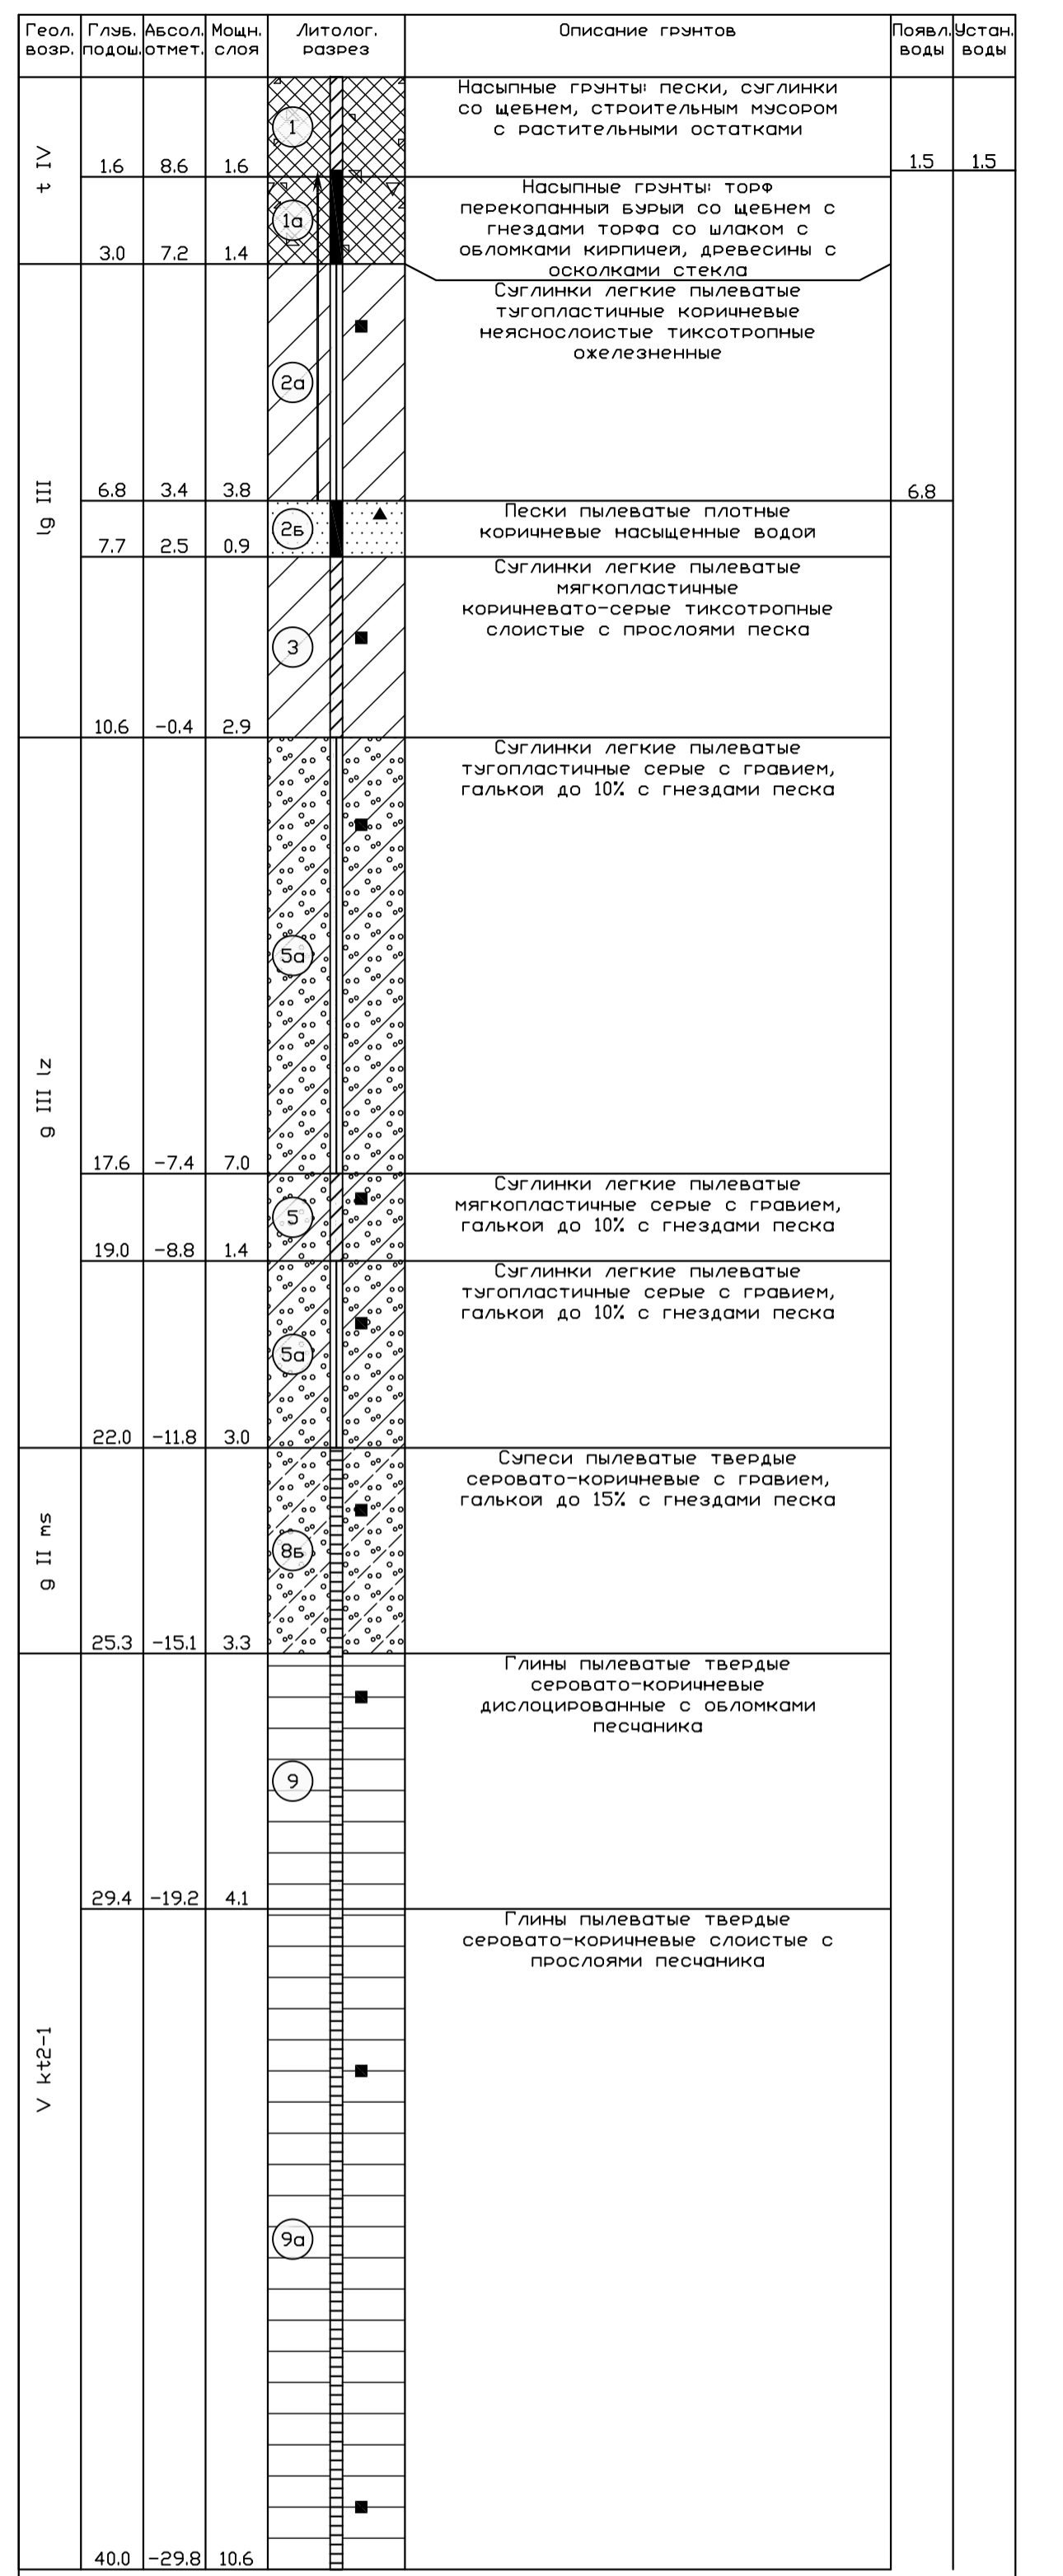 Геол. возр.
Глуб. подош.
Абсол. отмет.
Мощн. слоя
Литолог. разрез
Описание грунтов
Появл. воды
Устан. воды
t IV
1
Насыпные грунты: пески, суглинки
со щебнем, строительным мусором
с растительными остатками
1.6 8.6 1.6
1.5 1.5
1а
Насыпные грунты: торф
перекопанный бурый со щебнем с
гнездами торфа со шлаком с
обломками кирпичей, древесины с
осколками стекла
3.0 7.2 1.4
lg III
2а
Суглинки легкие пылеватые
тугопластичные коричневые
неяснослоистые тиксотропные
ожелезненные
6.8 3.4 3.8
6.8
2Б
Пески пылеватые плотные
коричневые насыщенные водой
7.7 2.5 0.9
3
Суглинки легкие пылеватые
мягкопластичные
коричневато-серые тиксотропные
слоистые с прослоями песка
10.6 -0.4 2.9
g III lz
5а
Суглинки легкие пылеватые
тугопластичные серые с гравием,
галькой до 10% с гнездами песка
17.6 -7.4 7.0
5
Суглинки легкие пылеватые
мягкопластичные серые с гравием,
галькой до 10% с гнездами песка
19.0 -8.8 1.4
5а
Суглинки легкие пылеватые
тугопластичные серые с гравием,
галькой до 10% с гнездами песка
22.0 -11.8 3.0
g II ms
8Б
Супеси пылеватые твердые
серовато-коричневые с гравием,
галькой до 15% с гнездами песка
25.3 -15.1 3.3
V kt2-1
9
Глины пылеватые твердые
серовато-коричневые
дислоцированные с обломками
песчаника
29.4 -19.2 4.1
9а
Глины пылеватые твердые
серовато-коричневые слоистые с
прослоями песчаника
40.0 -29.8 10.6